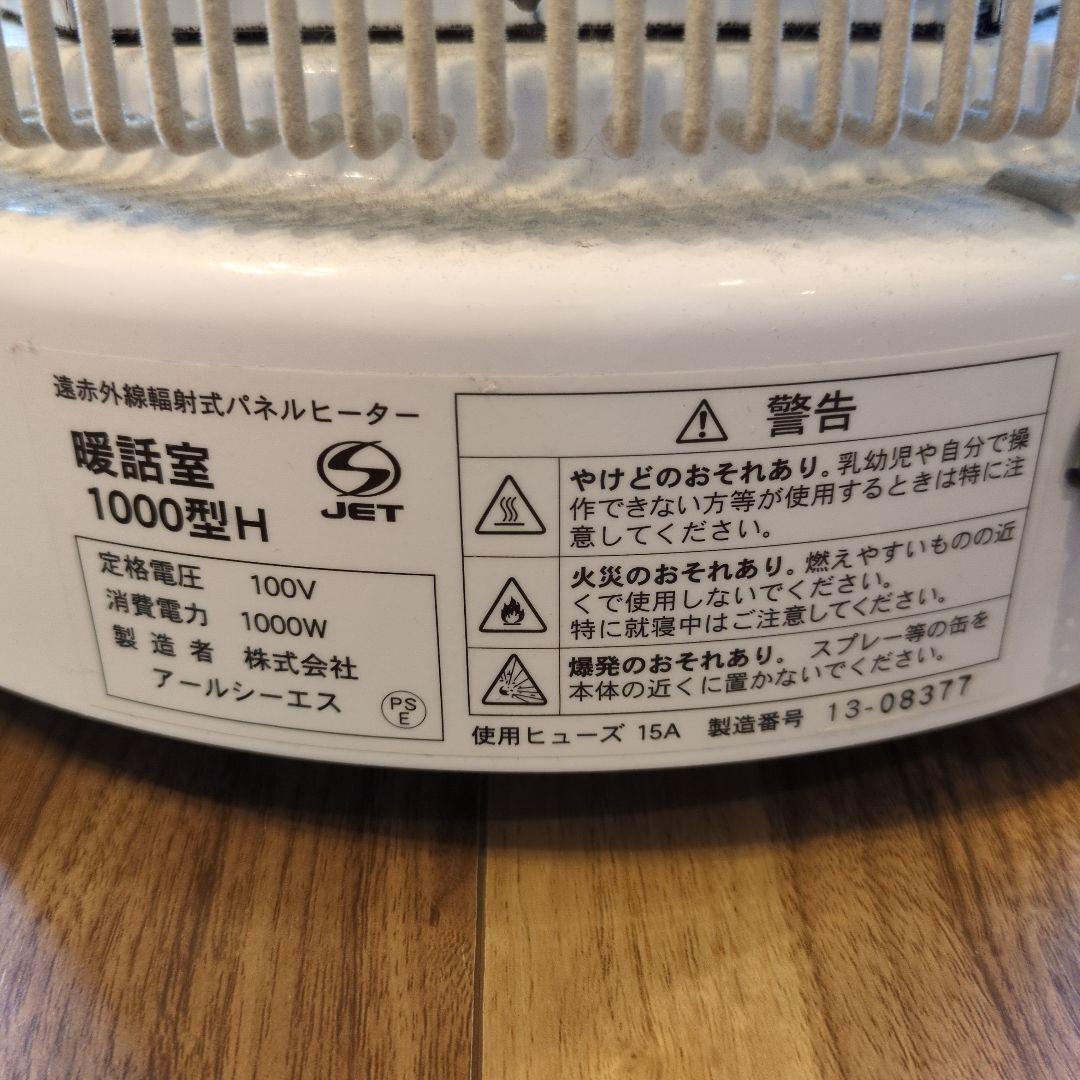 遠赤外線輻射式パネルヒーター
暖話室
1000型H
JET
定格電圧 100V
消費電力 1000W
製造者 株式会社
アールシーエス
PS
E
警告
やけどのおそれあり。乳幼児や自分で操
作できない方等が使用するときは特に注
意してください。
火災のおそれあり。燃えやすいものの近
くで使用しないでください。
特に就寝中はご注意してください。
爆発のおそれあり。 スプレー等の缶を
本体の近くに置かないでください。
使用ヒューズ 15A 製造番号 13-08377